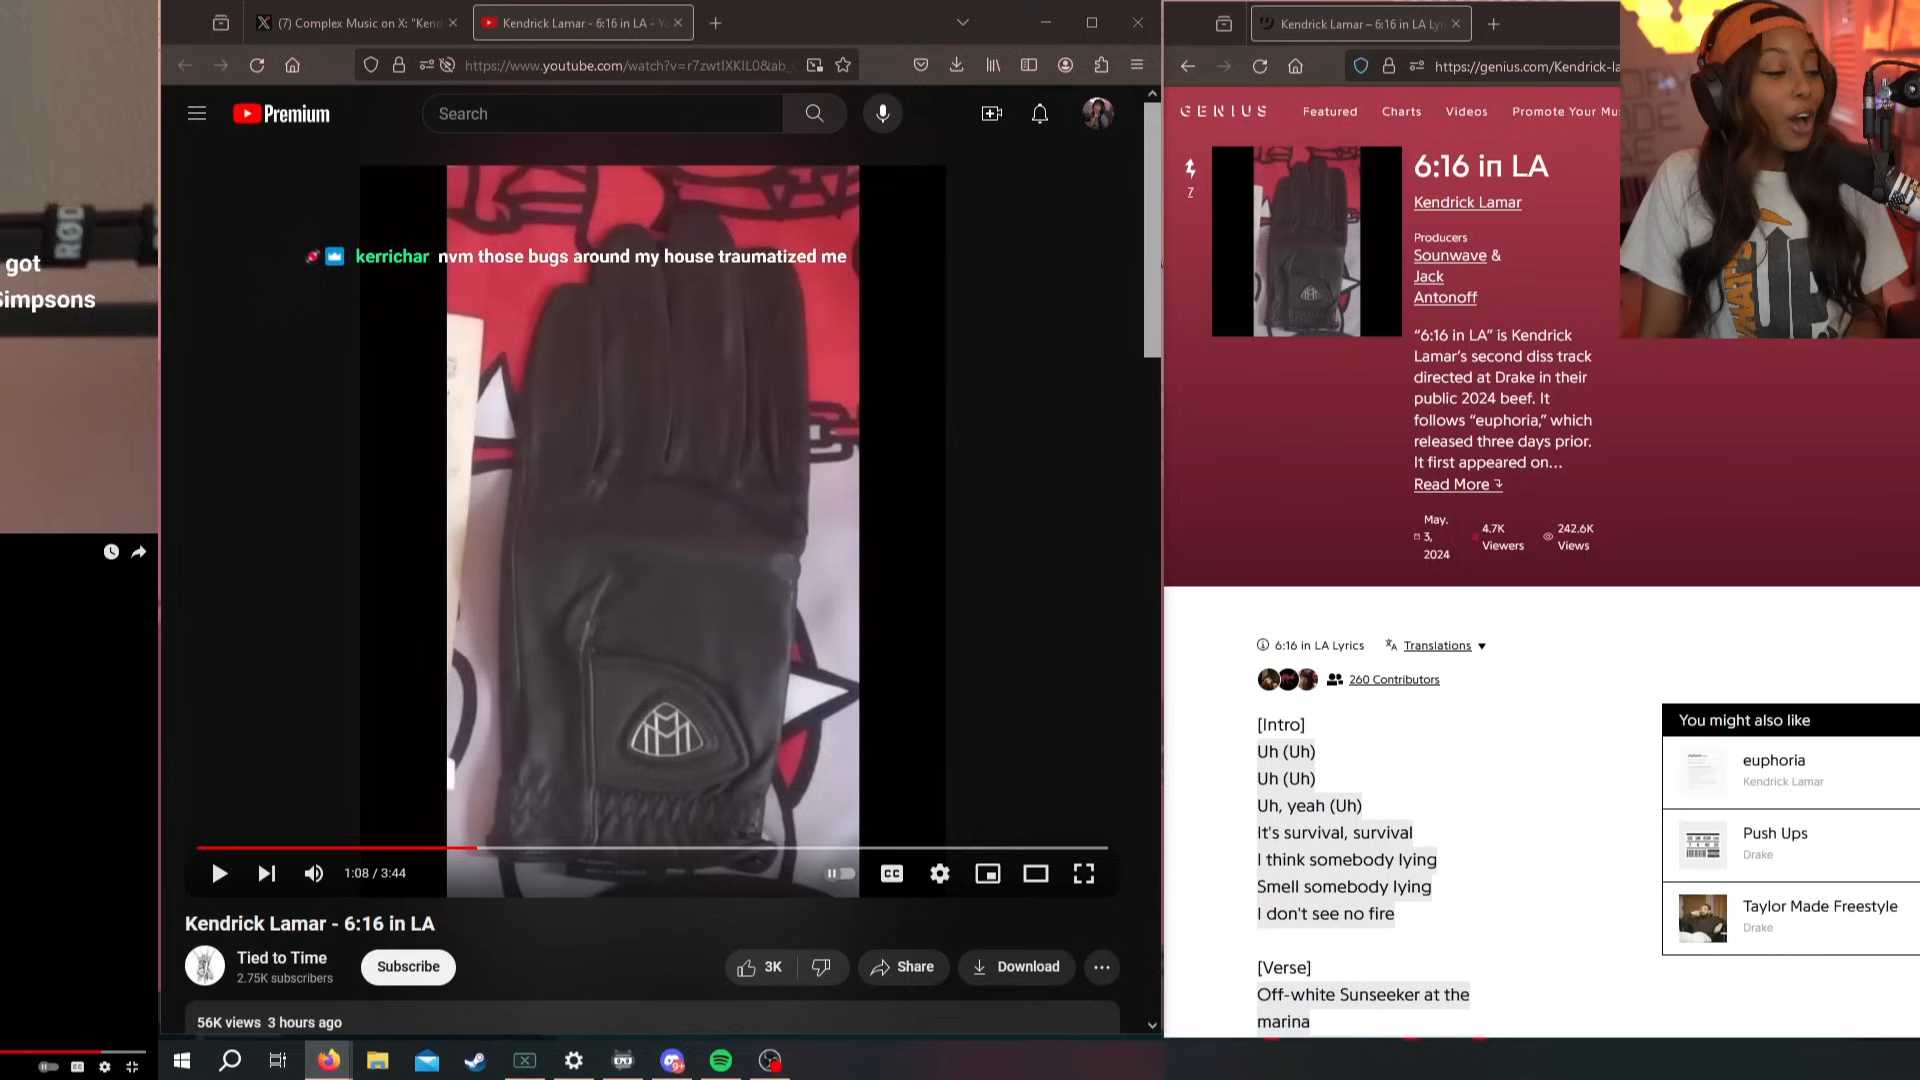 got
Simpsons
RØD
(7) Complex Music on X: "Kend
Kendrick Lamar - 6:16 in LA - Y
https://www.youtube.com/watch?v=r7zwtIXKIL0&ab_
Premium
Search
kerrichar nvm those bugs around my house traumatized me
1:08 / 3:44
CC
Kendrick Lamar - 6:16 in LA
Tied to Time
2.75K subscribers
Subscribe
3K
Share
Download
56K views 3 hours ago
9+
Kendrick Lamar – 6:16 in LA Ly
https://genius.com/Kendrick-la
GENIUS
Featured
Charts
Videos
Promote Your Mu
Z
6:16 in LA
Kendrick Lamar
Producers
Sounwave &
Jack
Antonoff
“6:16 in LA” is Kendrick
Lamar’s second diss track
directed at Drake in their
public 2024 beef. It
follows “euphoria,” which
released three days prior.
It first appeared on...
Read More
May.
3,
2024
4.7K
Viewers
242.6K
Views
6:16 in LA Lyrics
Translations
260 Contributors
[Intro]
Uh (Uh)
Uh (Uh)
Uh, yeah (Uh)
It's survival, survival
I think somebody lying
Smell somebody lying
I don't see no fire
[Verse]
Off-white Sunseeker at the
marina
You might also like
euphoria
Kendrick Lamar
Push Ups
Drake
Taylor Made Freestyle
Drake